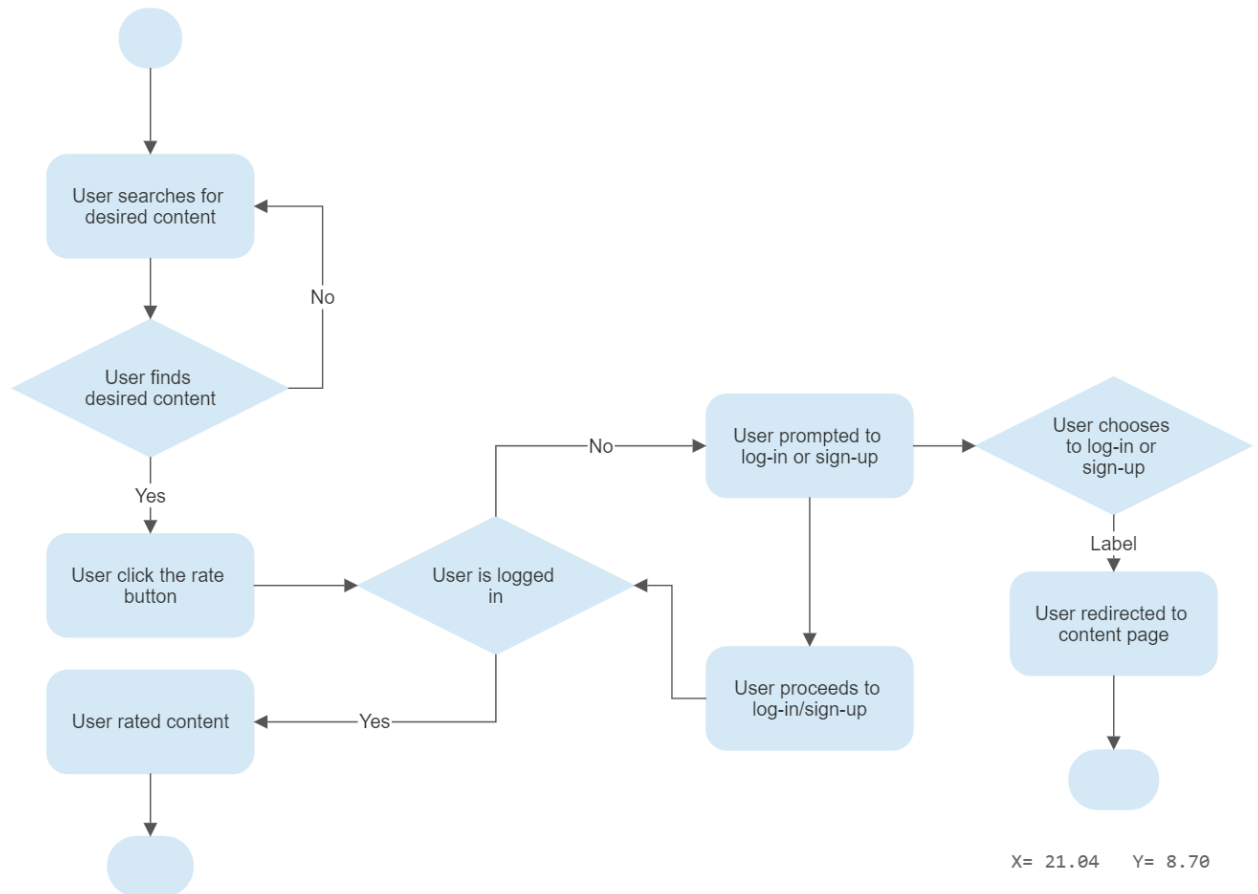 User searches for
desired content
No
User finds
desired content
Yes
User click the rate
button
User is logged
in
No
User prompted to
log-in or sign-up
User chooses
to log-in or
sign-up
Label
User redirected to
content page
User proceeds to
log-in/sign-up
Yes
User rated content
X= 21.04 Y= 8.70